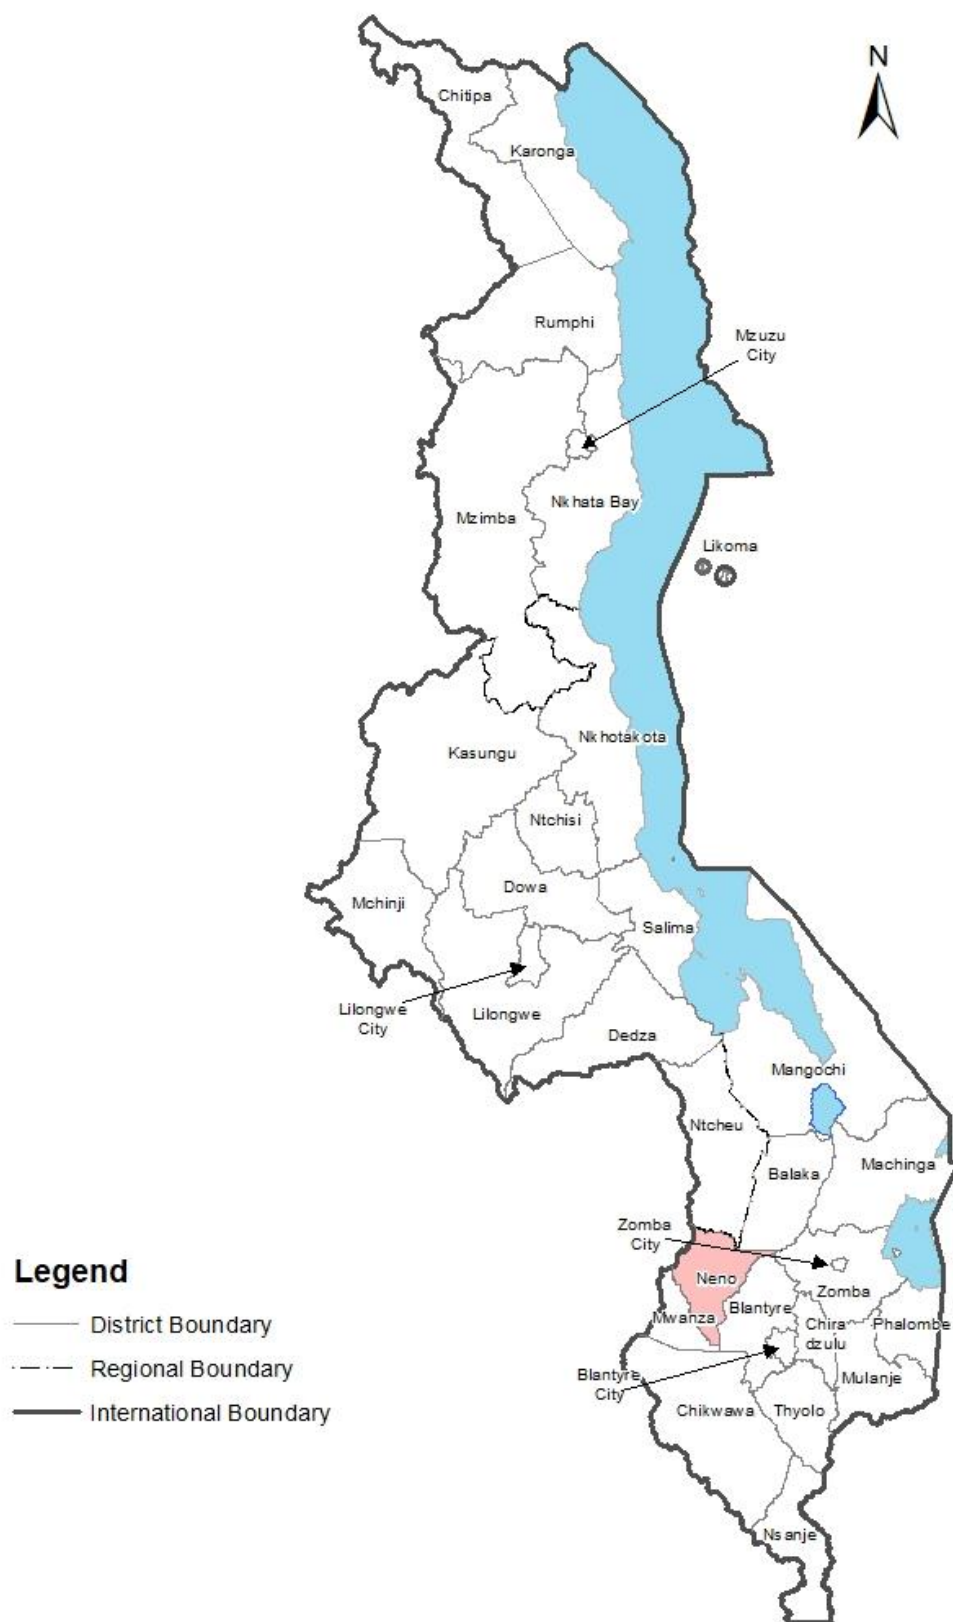 N
Chitipa
Karonga
Rumphi
Mzuzu
City
Mzimba
Nkhata Bay
Likoma
Nkhotakota
Kasungu
Ntchisi
Dowa
Mchinji
Salima
Lilongwe
City
Lilongwe
Dedza
Mangochi
Ntcheu
Balaka
Machinga
Zomba
City
Neno
Zomba
Mwanza
Blantyre
Chira
dzulu
Phalombe
Blantyre
City
Mulanje
Chikwawa
Thyolo
Nsanje
Legend
District Boundary
Regional Boundary
International Boundary